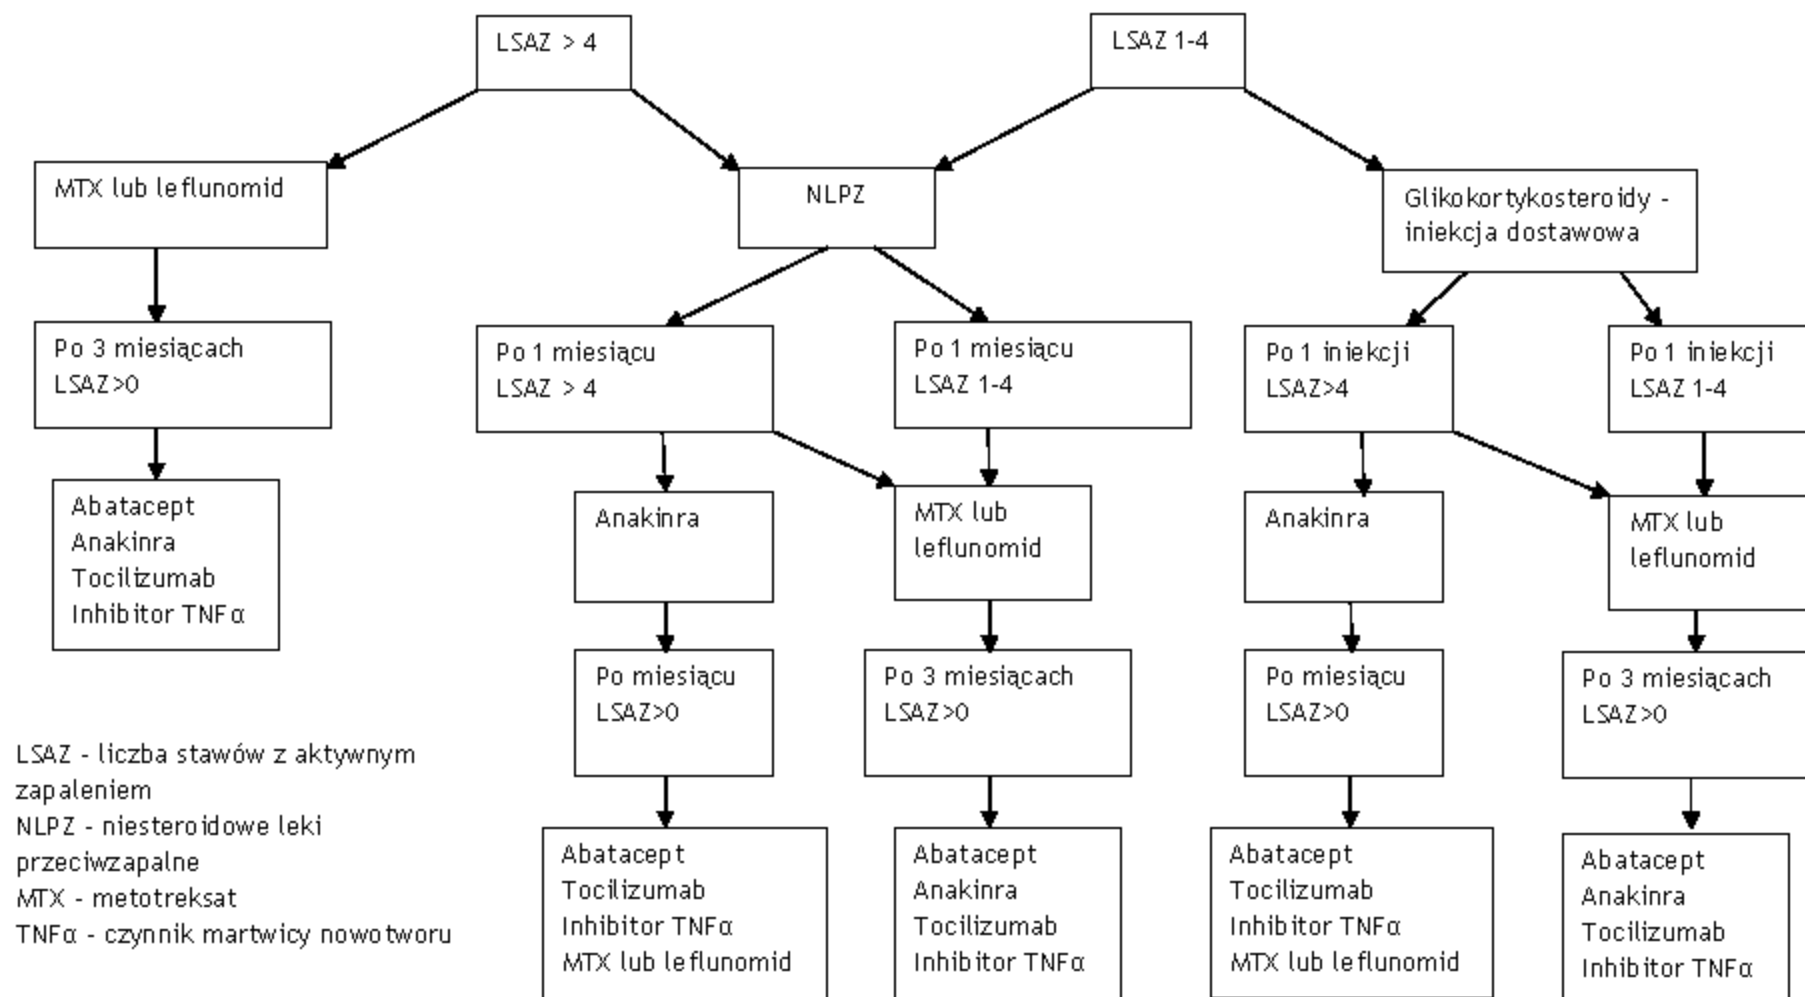 LSAZ > 4
LSAZ 1-4
MTX lub leflunomid
NLPZ
Glikokortykosteroidy -
iniekcja dostawowa
Po 3 miesiącach
LSAZ>0
Po 1 miesiącu
LSAZ > 4
Po 1 miesiącu
LSAZ 1-4
Po 1 iniekcji
LSAZ>4
Po 1 iniekcji
LSAZ 1-4
Abatacept
Anakinra
Tocilizumab
Inhibitor TNFα
Anakinra
MTX lub
leflunomid
Anakinra
MTX lub
leflunomid
Po miesiącu
LSAZ>0
Po 3 miesiącach
LSAZ>0
Po miesiącu
LSAZ>0
Po 3 miesiącach
LSAZ>0
Abatacept
Tocilizumab
Inhibitor TNFα
MTX lub leflunomid
Abatacept
Anakinra
Tocilizumab
Inhibitor TNFα
Abatacept
Tocilizumab
Inhibitor TNFα
MTX lub leflunomid
Abatacept
Anakinra
Tocilizumab
Inhibitor TNFα
LSAZ - liczba stawów z aktywnym
zapaleniem
NLPZ - niesteroidowe leki
przeciwzapalne
MTX - metotreksat
TNFα - czynnik martwicy nowotworu